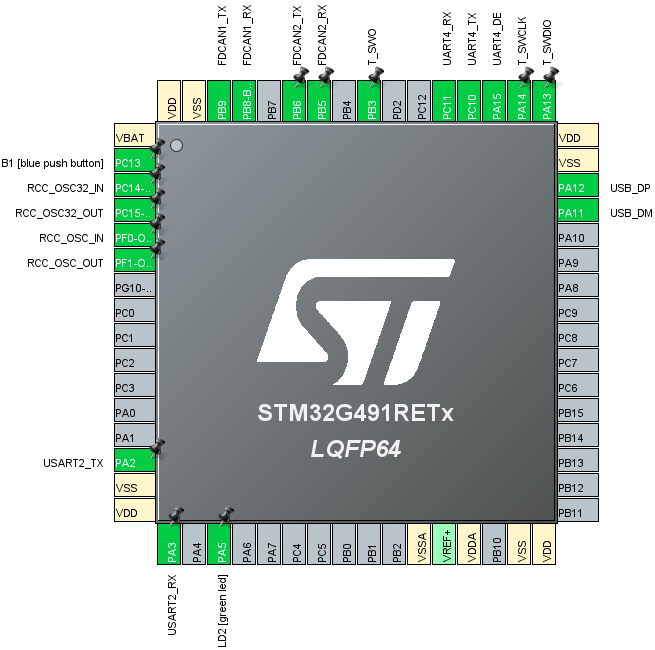 FDCAN1_TX
FDCAN1_RX
FDCAN2_TX
FDCAN2_RX
T_SWO
UART4_RX
UART4_TX
UART4_DE
T_SWCLK
T_SWDIO
VDD
VSS
PB9
PB8-B..
PB7
PB6
PB5
PB4
PB3
PD2
PC12
PC11
PC10
PA15
PA14
PA13
VBAT
B1 [blue push button] PC13
RCC_OSC32_IN PC14-..
RCC_OSC32_OUT PC15-..
RCC_OSC_IN PF0-O..
RCC_OSC_OUT PF1-O..
PG10-..
PC0
PC1
PC2
PC3
PA0
PA1
USART2_TX PA2
VSS
VDD
ST
STM32G491RETx
LQFP64
VDD
VSS
PA12 USB_DP
PA11 USB_DM
PA10
PA9
PA8
PC9
PC8
PC7
PC6
PB15
PB14
PB13
PB12
PB11
PA3
PA4
PA5
PA6
PA7
PC4
PC5
PB0
PB1
PB2
VSSA
VREF+
VDDA
PB10
VSS
VDD
USART2_RX
LD2 [green led]